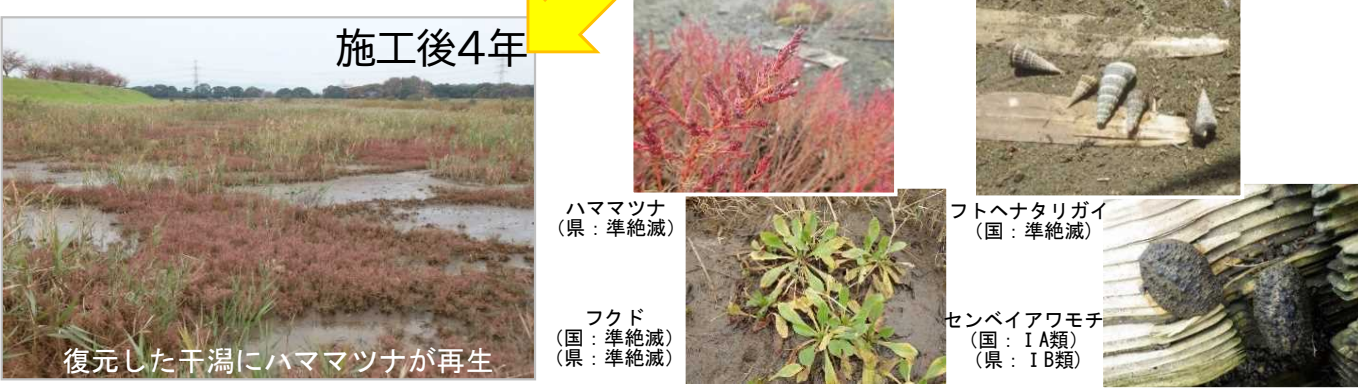 施工後4年
復元した干潟にハママツナが再生
ハママツナ
（県：準絶滅）
フトヘナタリガイ
（国：準絶滅）
フクド
（国：準絶滅）
（県：準絶滅）
センベイアワモチ
（国：ⅠA類）
（県：ⅠB類）